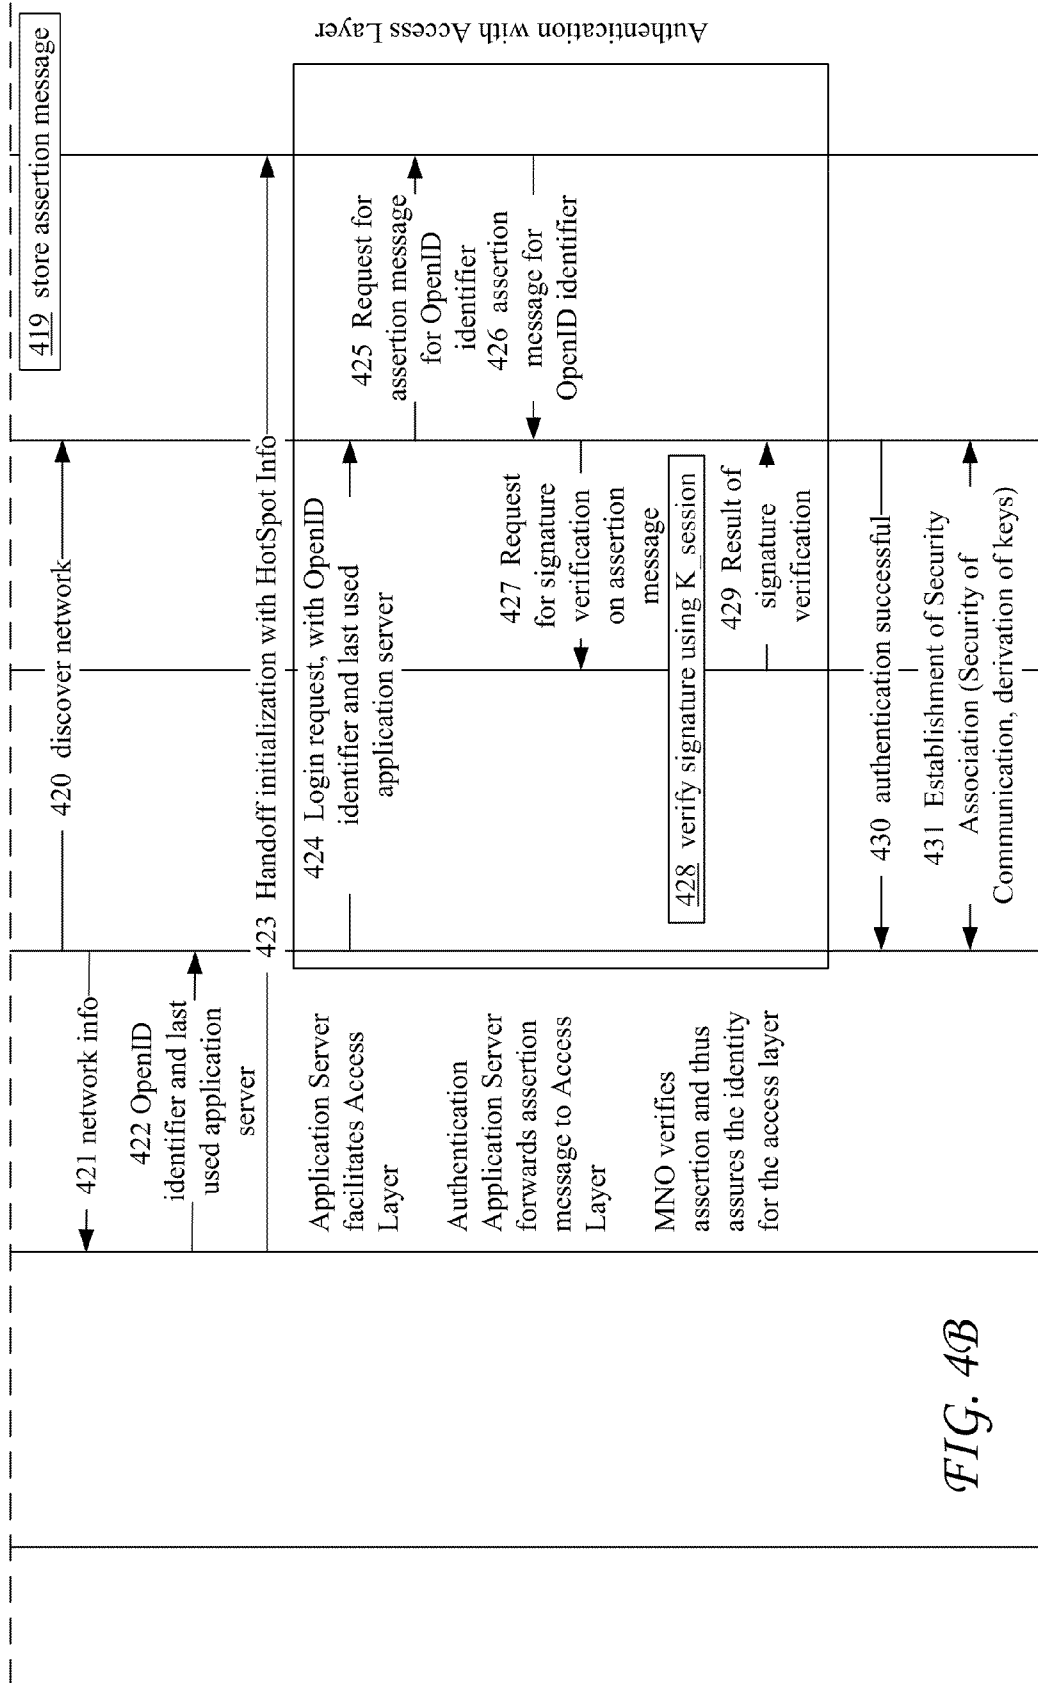 419 store assertion message
420 discover network
421 network info
422 OpenID
identifier and last
used application
server
423 Handoff initialization with HotSpot Info
Authentication with Access Layer
424 Login request, with OpenID
identifier and last used
application server
425 Request for
assertion message
for OpenID
identifier
426 assertion
message for
OpenID identifier
427 Request
for signature
verification
on assertion
message
428 verify signature using K_session
429 Result of
signature
verification
Application Server
facilitates Access
Layer
Authentication
Application Server
forwards assertion
message to Access
Layer
MNO verifies
assertion and thus
assures the identity
for the access layer
430 authentication successful
431 Establishment of Security
Association (Security of
Communication, derivation of keys)
FIG. 4B